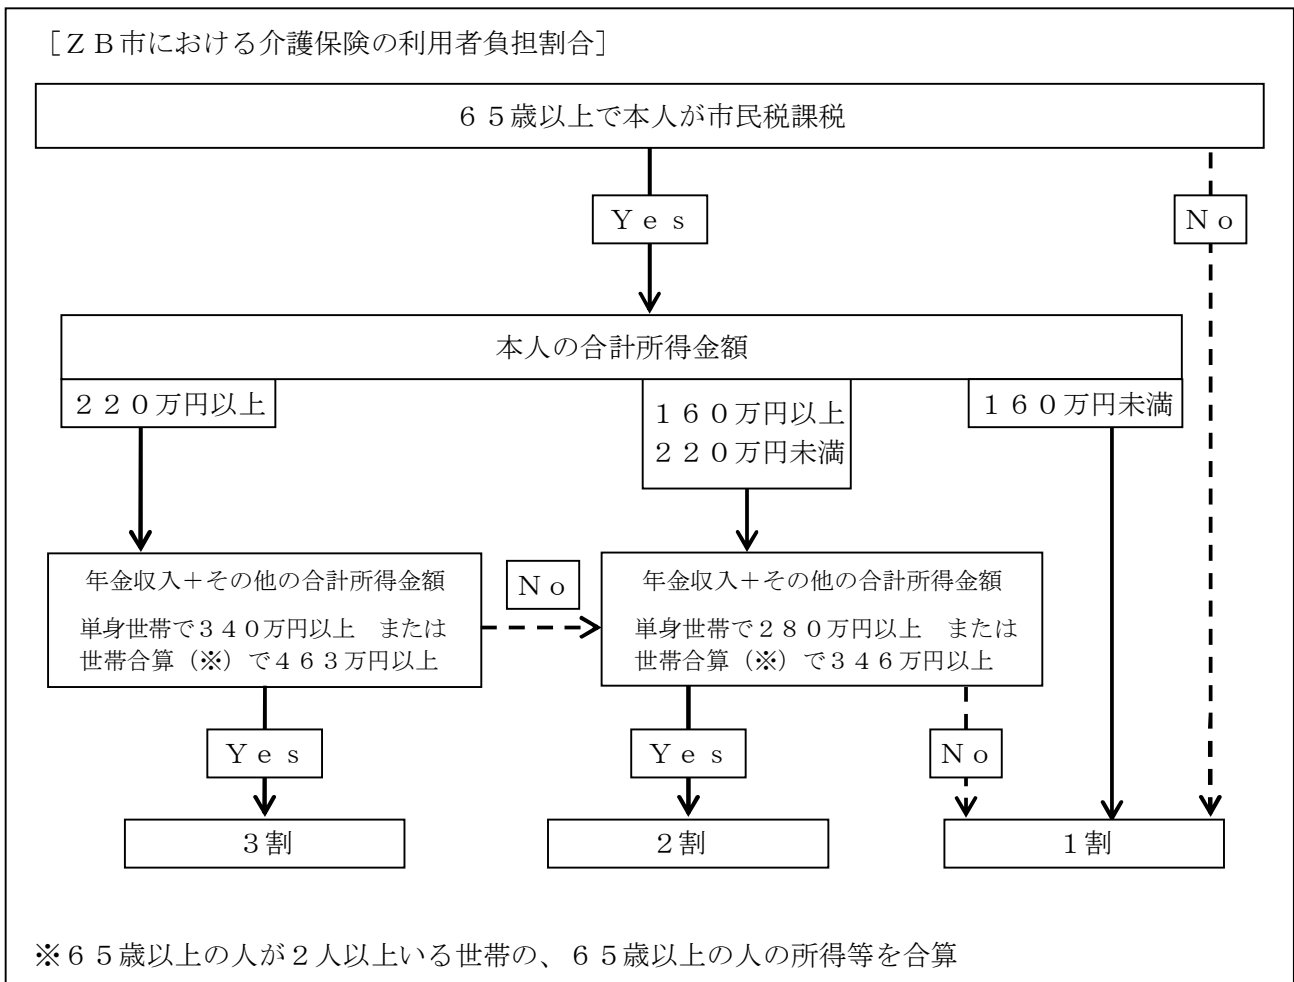 ［ＺＢ市における介護保険の利用者負担割合］
６５歳以上で本人が市民税課税
Ｙｅｓ
Ｎｏ
本人の合計所得金額
２２０万円以上
１６０万円以上
２２０万円未満
１６０万円未満
年金収入＋その他の合計所得金額
単身世帯で３４０万円以上　または
世帯合算（※）で４６３万円以上
Ｎｏ
年金収入＋その他の合計所得金額
単身世帯で２８０万円以上　または
世帯合算（※）で３４６万円以上
Ｙｅｓ
Ｙｅｓ
Ｎｏ
３割
２割
１割
※６５歳以上の人が２人以上いる世帯の、６５歳以上の人の所得等を合算